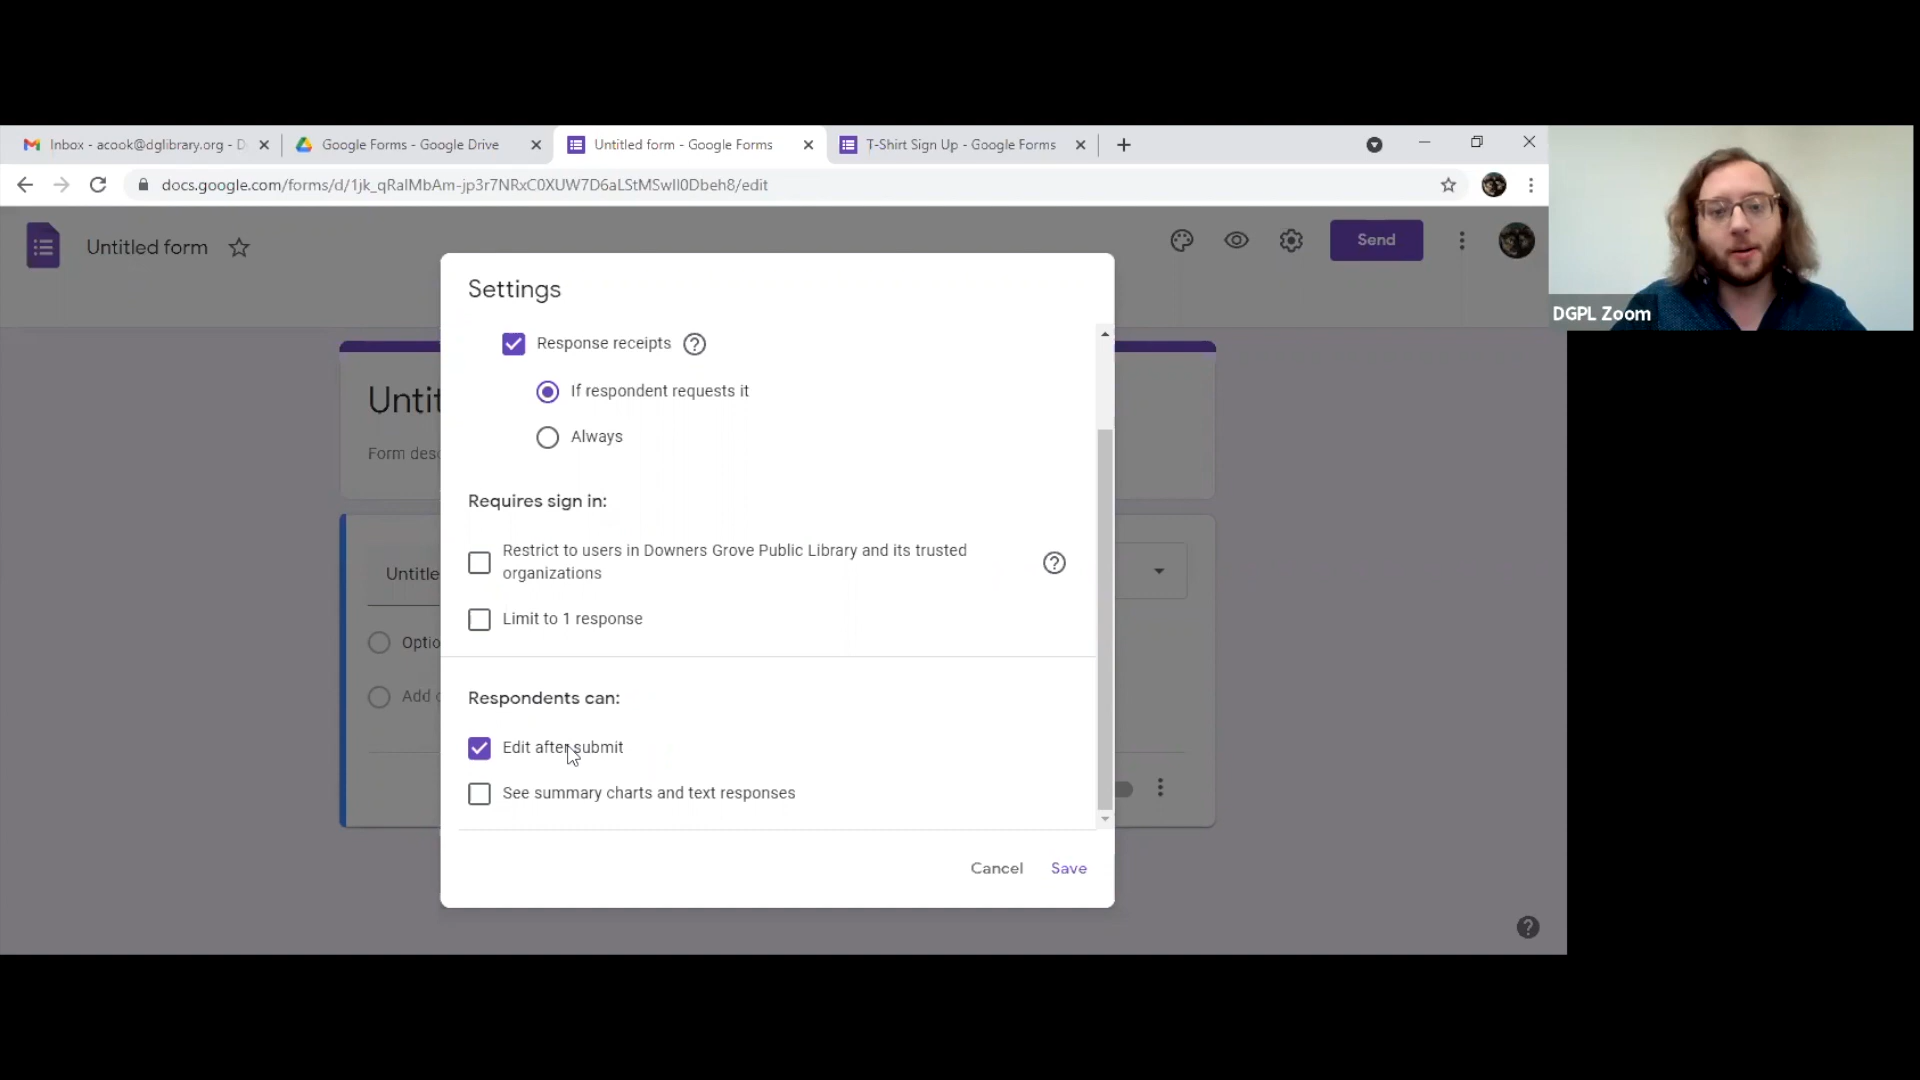 Inbox - acook@dglibrary.org - D
Google Forms - Google Drive
Untitled form - Google Forms
T-Shirt Sign Up - Google Forms
docs.google.com/forms/d/1jk_qRalMbAm-jp3r7NRxC0XUW7D6aLStMSwIl0Dbeh8/edit
Untitled form
Send
DGPL Zoom
Settings
Response receipts
If respondent requests it
Always
Untit
Form des
Requires sign in:
Restrict to users in Downers Grove Public Library and its trusted
organizations
Limit to 1 response
Untitle
Optio
Add
Respondents can:
Edit after submit
See summary charts and text responses
Cancel
Save